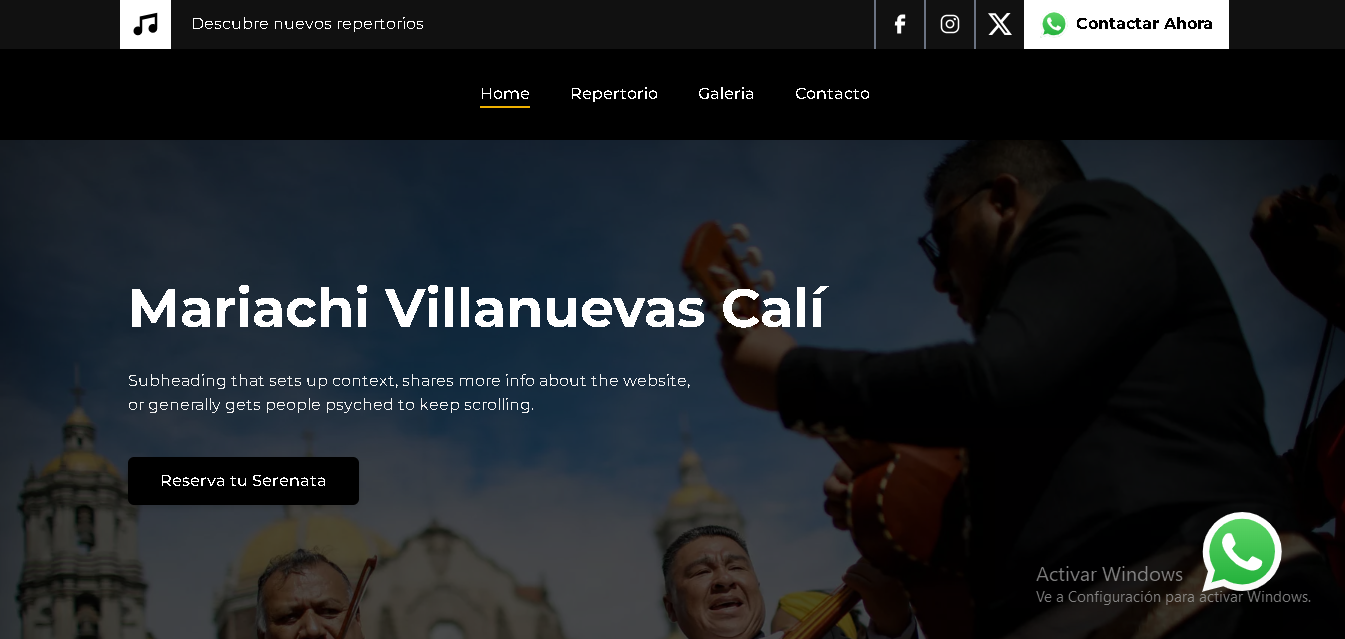 Descubre nuevos repertorios
Contactar Ahora
Home Repertorio Galeria Contacto
Mariachi Villanuevas Calí
Subheading that sets up context, shares more info about the website,
or generally gets people psyched to keep scrolling.
Reserva tu Serenata
Activar Windows
Ve a Configuración para activar Windows.